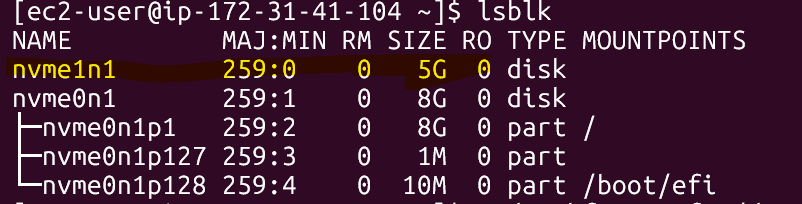 [ec2-user@ip-172-31-41-104 ~]$ lsblk
NAME          MAJ:MIN RM SIZE RO TYPE MOUNTPOINTS
nvme1n1       259:0    0   5G  0 disk
nvme0n1       259:1    0   8G  0 disk
├─nvme0n1p1   259:2    0   8G  0 part /
├─nvme0n1p127 259:3    0   1M  0 part
└─nvme0n1p128 259:4    0  10M  0 part /boot/efi